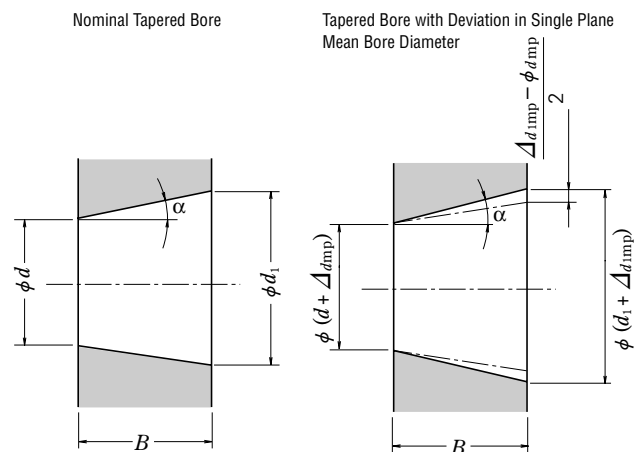 Nominal Tapered Bore
Tapered Bore with Deviation in Single Plane
Mean Bore Diameter
Δd1mp − φdmp
2
α
φd
φd1
B
α
φ (d + Δdmp)
φ (d1 + Δd1mp)
B